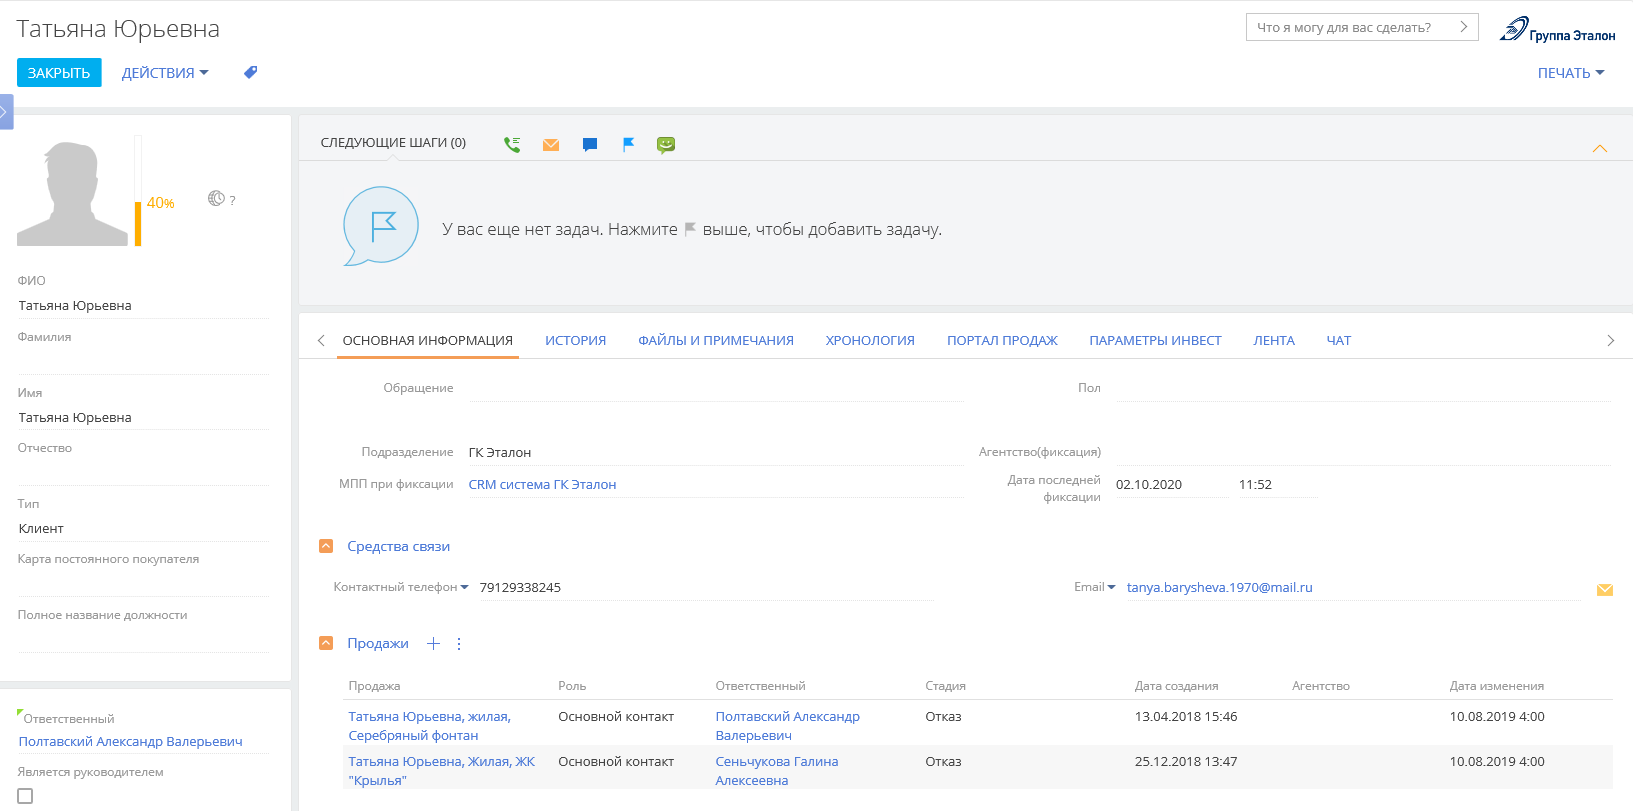 Татьяна Юрьевна
Что я могу для вас сделать?
Группа Эталон
ЗАКРЫТЬ
ДЕЙСТВИЯ
ПЕЧАТЬ
40%
?
ФИО
Татьяна Юрьевна
Фамилия
Имя
Татьяна Юрьевна
Отчество
Тип
Клиент
Карта постоянного покупателя
Полное название должности
Ответственный
Полтавский Александр Валерьевич
Является руководителем
СЛЕДУЮЩИЕ ШАГИ (0)
У вас еще нет задач. Нажмите выше, чтобы добавить задачу.
ОСНОВНАЯ ИНФОРМАЦИЯ
ИСТОРИЯ
ФАЙЛЫ И ПРИМЕЧАНИЯ
ХРОНОЛОГИЯ
ПОРТАЛ ПРОДАЖ
ПАРАМЕТРЫ ИНВЕСТ
ЛЕНТА
ЧАТ
Обращение
Пол
Подразделение
ГК Эталон
Агентство(фиксация)
МПП при фиксации
CRM система ГК Эталон
Дата последней
фиксации
02.10.2020
11:52
Средства связи
Контактный телефон
79129338245
Email
tanya.barysheva.1970@mail.ru
Продажи
Продажа
Роль
Ответственный
Стадия
Дата создания
Агентство
Дата изменения
Татьяна Юрьевна, жилая,
Серебряный фонтан
Основной контакт
Полтавский Александр
Валерьевич
Отказ
13.04.2018 15:46
10.08.2019 4:00
Татьяна Юрьевна, Жилая, ЖК
"Крылья"
Основной контакт
Сеньчукова Галина
Алексеевна
Отказ
25.12.2018 13:47
10.08.2019 4:00